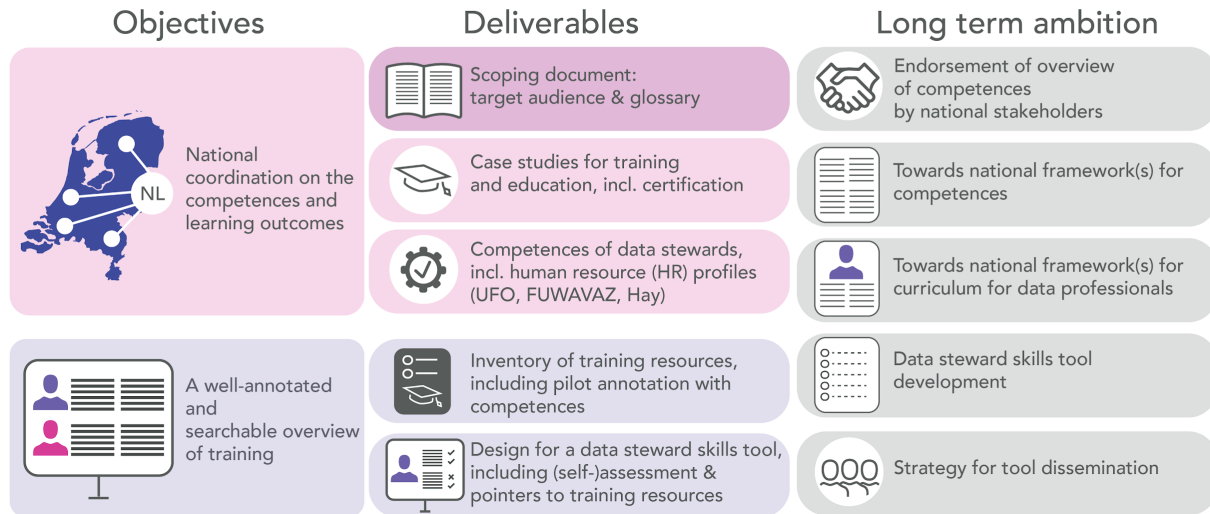 Objectives
National
coordination on the
competences and
learning outcomes
NL
A well-annotated
and
searchable overview
of training
Deliverables
Scoping document:
target audience & glossary
Case studies for training
and education, incl. certification
Competences of data stewards,
incl. human resource (HR) profiles
(UFO, FUWAVAZ, Hay)
Inventory of training resources,
including pilot annotation with
competences
Design for a data steward skills tool,
including (self-)assessment &
pointers to training resources
Long term ambition
Endorsement of overview
of competences
by national stakeholders
Towards national framework(s) for
competences
Towards national framework(s) for
curriculum for data professionals
Data steward skills tool
development
Strategy for tool dissemination